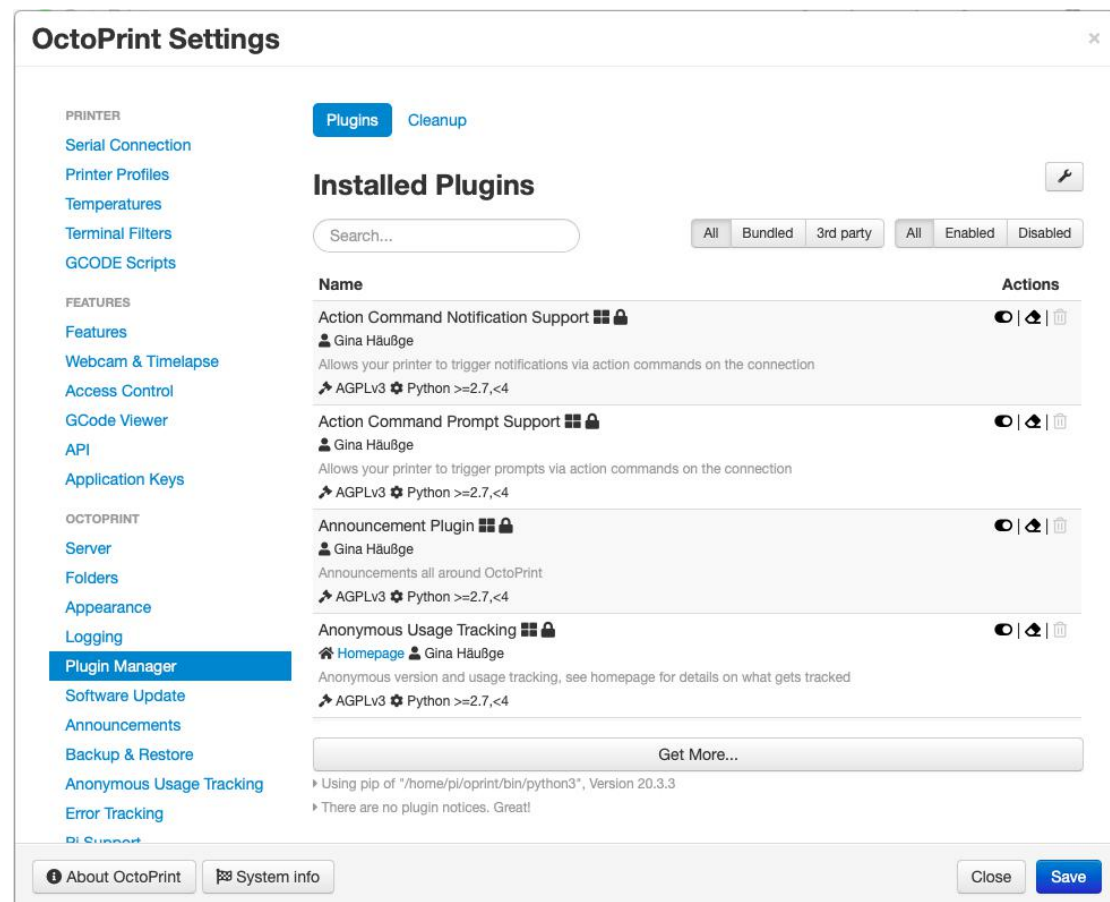 OctoPrint Settings
×
PRINTER
Serial Connection
Printer Profiles
Temperatures
Terminal Filters
GCODE Scripts
FEATURES
Features
Webcam & Timelapse
Access Control
GCode Viewer
API
Application Keys
OCTOPRINT
Server
Folders
Appearance
Logging
Plugin Manager
Software Update
Announcements
Backup & Restore
Anonymous Usage Tracking
Error Tracking
Pi Support
Plugins Cleanup
Installed Plugins
Search...
All Bundled 3rd party All Enabled Disabled
Name Actions
Action Command Notification Support
Gina Häußge
Allows your printer to trigger notifications via action commands on the connection
AGPLv3 Python >=2.7,<4
Action Command Prompt Support
Gina Häußge
Allows your printer to trigger prompts via action commands on the connection
AGPLv3 Python >=2.7,<4
Announcement Plugin
Gina Häußge
Announcements all around OctoPrint
AGPLv3 Python >=2.7,<4
Anonymous Usage Tracking
Homepage Gina Häußge
Anonymous version and usage tracking, see homepage for details on what gets tracked
AGPLv3 Python >=2.7,<4
Get More...
Using pip of "/home/pi/oprint/bin/python3", Version 20.3.3
There are no plugin notices. Great!
About OctoPrint System info Close Save